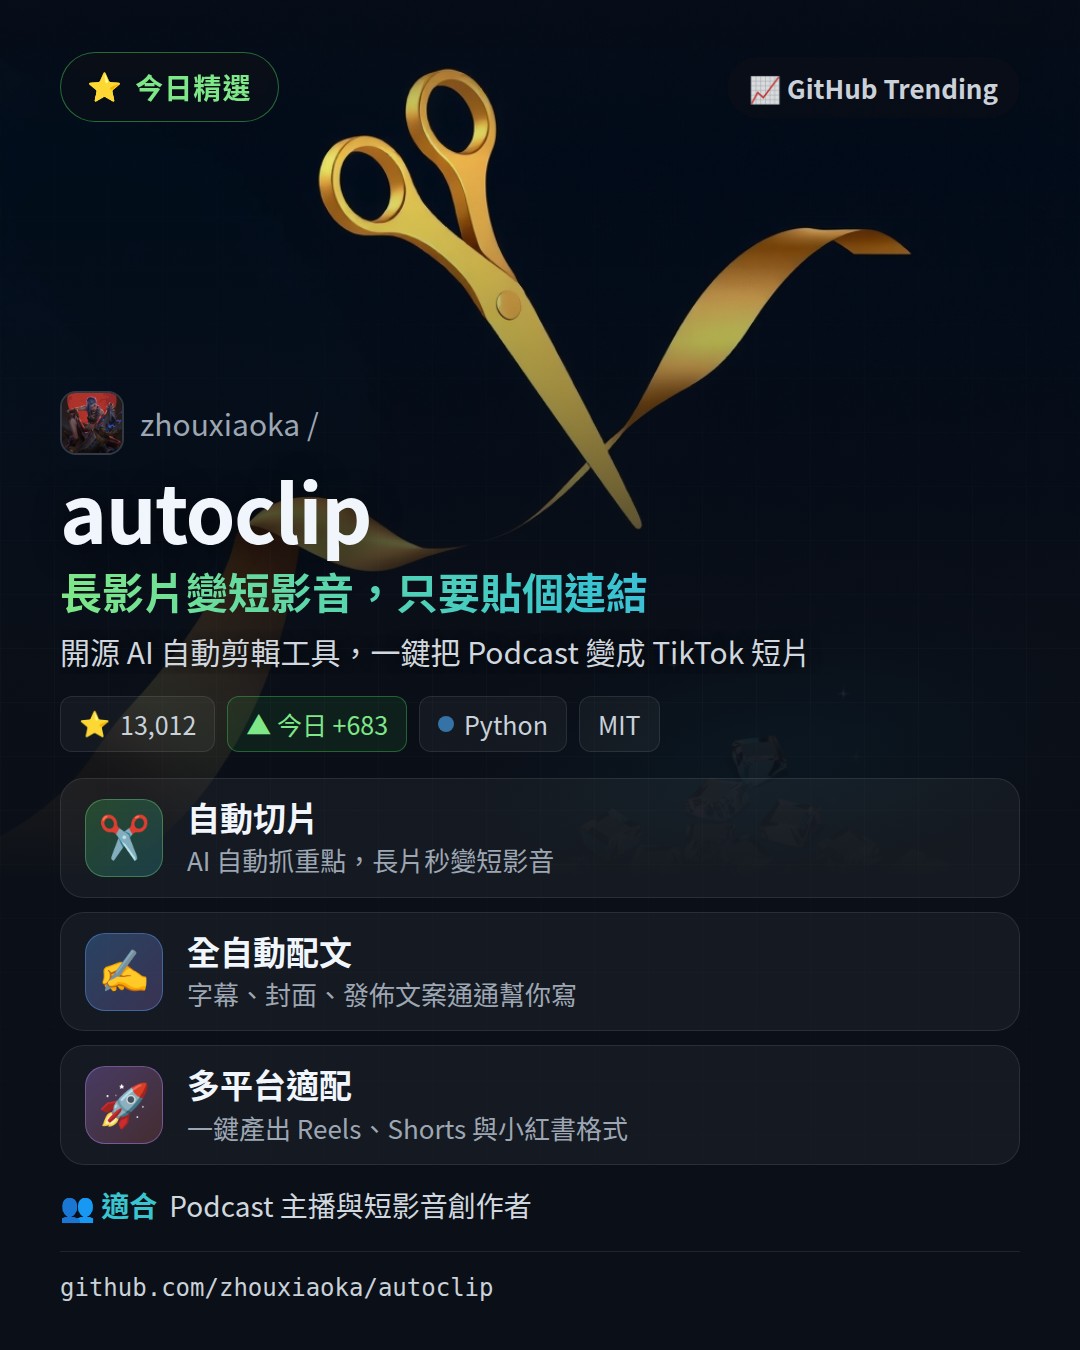 ⭐ 今日精選
📈 GitHub Trending
zhouxiaoka /
autoclip
長影片變短影音，只要貼個連結
開源 AI 自動剪輯工具，一鍵把 Podcast 變成 TikTok 短片
⭐ 13,012
▲ 今日 +683
Python
MIT
自動切片
AI 自動抓重點，長片秒變短影音
全自動配文
字幕、封面、發佈文案通通幫你寫
多平台適配
一鍵產出 Reels、Shorts 與小紅書格式
👥 適合 Podcast 主播與短影音創作者
github.com/zhouxiaoka/autoclip